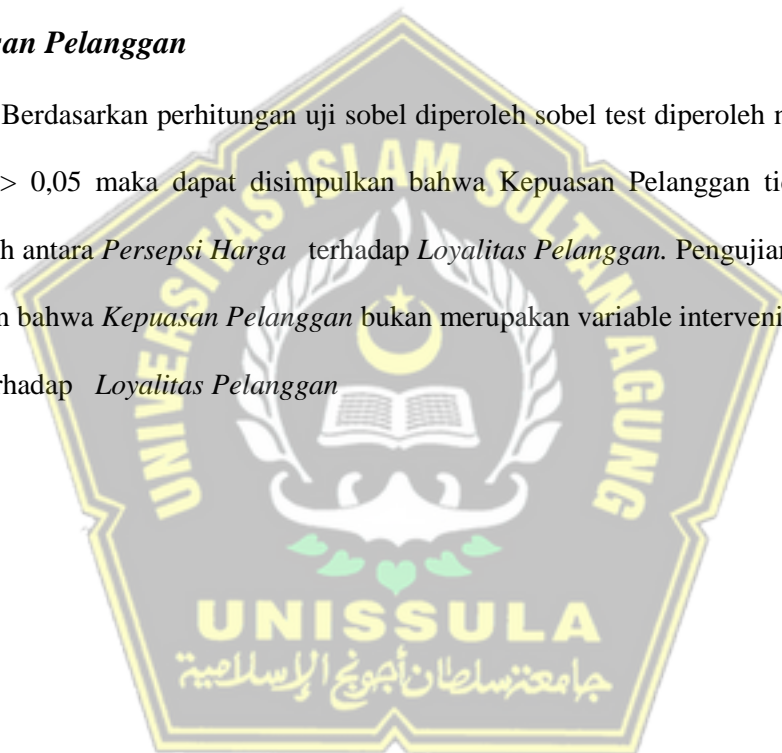 an Pelanggan
Berdasarkan perhitungan uji sobel diperoleh sobel test diperoleh
> 0,05 maka dapat disimpulkan bahwa Kepuasan Pelanggan
h antara Persepsi Harga terhadap Loyalitas Pelanggan. Pengujian
n bahwa Kepuasan Pelanggan bukan merupakan variable interveni
rhadap Loyalitas Pelanggan
UNIVERSITAS ISLAM SULTAN AGUNG
UNISSULA
جامعة سلطان أجونج الإسلامية